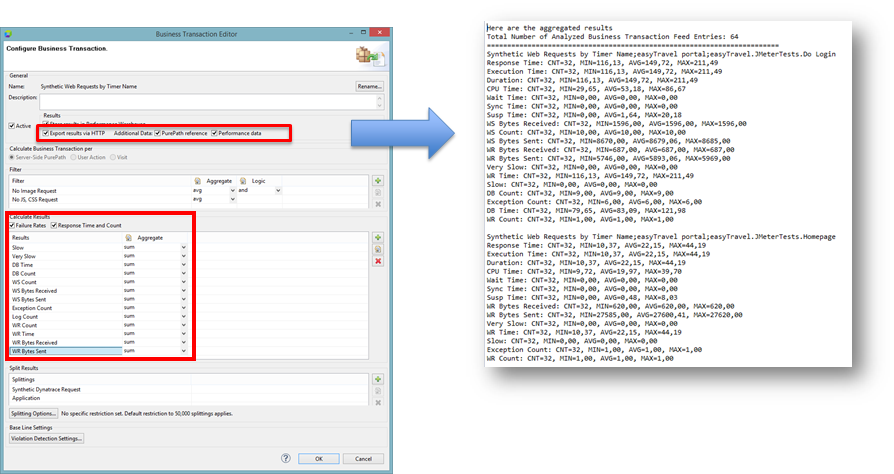 Business Transaction Editor
Configure Business Transaction.
General
Name: Synthetic Web Requests by Timer Name Rename...
Description:
Results
Active
Export results via HTTP Additional Data: PurePath reference Performance data
Calculate Business Transaction per
Server-Side PurePath User Action Visit
Filter
Filter Aggregate Logic
No Image Request avg and
No JS, CSS Request avg
Calculate Results
Failure Rates Response Time and Count
Results Aggregate
Slow sum
Very Slow sum
DB Time sum
DB Count sum
WS Count sum
WS Bytes Received sum
WS Bytes Sent sum
Exception Count sum
Log Count sum
WR Count sum
WR Time sum
WR Bytes Received sum
WR Bytes Sent sum
Split Results
Splittings
Synthetic Dynatrace Request
Application
Splitting Options... No specific restriction set. Default restriction to 50,000 splittings applies.
Base Line Settings
Violation Detection Settings...
? OK Cancel
Here are the aggregated results
Total Number of Analyzed Business Transaction Feed Entries: 64
========================================================================
Synthetic Web Requests by Timer Name;easyTravel portal;easyTravel.JMeterTests.Do Login
Response Time: CNT=32, MIN=116,13, AVG=149,72, MAX=211,49
Execution Time: CNT=32, MIN=116,13, AVG=149,72, MAX=211,49
Duration: CNT=32, MIN=116,13, AVG=149,72, MAX=211,49
CPU Time: CNT=32, MIN=29,65, AVG=53,18, MAX=86,67
Wait Time: CNT=32, MIN=0,00, AVG=0,00, MAX=0,00
Sync Time: CNT=32, MIN=0,00, AVG=0,00, MAX=0,00
Susp Time: CNT=32, MIN=0,00, AVG=1,64, MAX=20,18
WS Bytes Received: CNT=32, MIN=1596,00, AVG=1596,00, MAX=1596,00
WS Count: CNT=32, MIN=10,00, AVG=10,00, MAX=10,00
WS Bytes Sent: CNT=32, MIN=8670,00, AVG=8679,06, MAX=8685,00
WR Bytes Received: CNT=32, MIN=687,00, AVG=687,00, MAX=687,00
WR Bytes Sent: CNT=32, MIN=5746,00, AVG=5893,06, MAX=5969,00
Very Slow: CNT=32, MIN=0,00, AVG=0,00, MAX=0,00
WR Time: CNT=32, MIN=116,13, AVG=149,72, MAX=211,49
Slow: CNT=32, MIN=0,00, AVG=0,00, MAX=0,00
DB Count: CNT=32, MIN=9,00, AVG=9,00, MAX=9,00
Exception Count: CNT=32, MIN=6,00, AVG=6,00, MAX=6,00
DB Time: CNT=32, MIN=79,65, AVG=83,09, MAX=121,98
WR Count: CNT=32, MIN=1,00, AVG=1,00, MAX=1,00
Synthetic Web Requests by Timer Name;easyTravel portal;easyTravel.JMeterTests.Homepage
Response Time: CNT=32, MIN=10,37, AVG=22,15, MAX=44,19
Execution Time: CNT=32, MIN=10,37, AVG=22,15, MAX=44,19
Duration: CNT=32, MIN=10,37, AVG=22,15, MAX=44,19
CPU Time: CNT=32, MIN=9,72, AVG=19,97, MAX=39,70
Wait Time: CNT=32, MIN=0,00, AVG=0,00, MAX=0,00
Sync Time: CNT=32, MIN=0,00, AVG=0,00, MAX=0,00
Susp Time: CNT=32, MIN=0,00, AVG=0,48, MAX=8,03
WR Bytes Received: CNT=32, MIN=620,00, AVG=620,00, MAX=620,00
WR Bytes Sent: CNT=32, MIN=27585,00, AVG=27600,41, MAX=27620,00
Very Slow: CNT=32, MIN=0,00, AVG=0,00, MAX=0,00
WR Time: CNT=32, MIN=10,37, AVG=22,15, MAX=44,19
Slow: CNT=32, MIN=0,00, AVG=0,00, MAX=0,00
Exception Count: CNT=32, MIN=1,00, AVG=1,00, MAX=1,00
WR Count: CNT=32, MIN=1,00, AVG=1,00, MAX=1,00